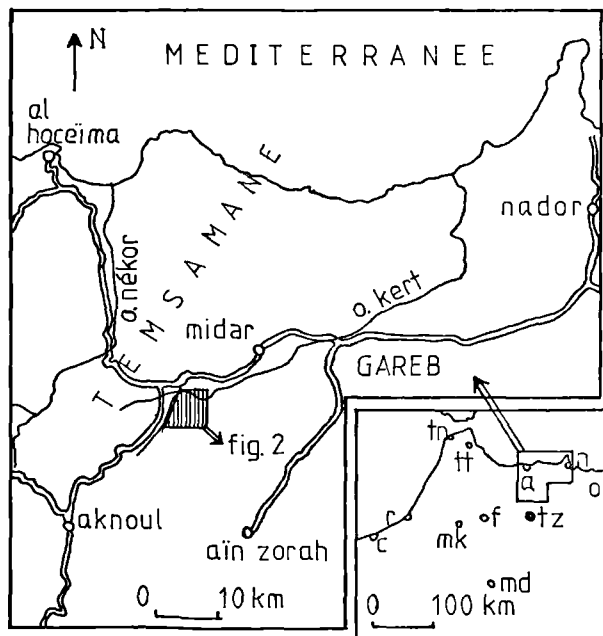 N
MEDITERRANEE
al
hoceïma
TEMSAMANE
a.nékor
nador
o. kert
midar
GAREB
fig. 2
aknoul
aïn zorah
0 10 km
tn
tt
a
n
o
r
c
mk
f
tz
md
0 100 km